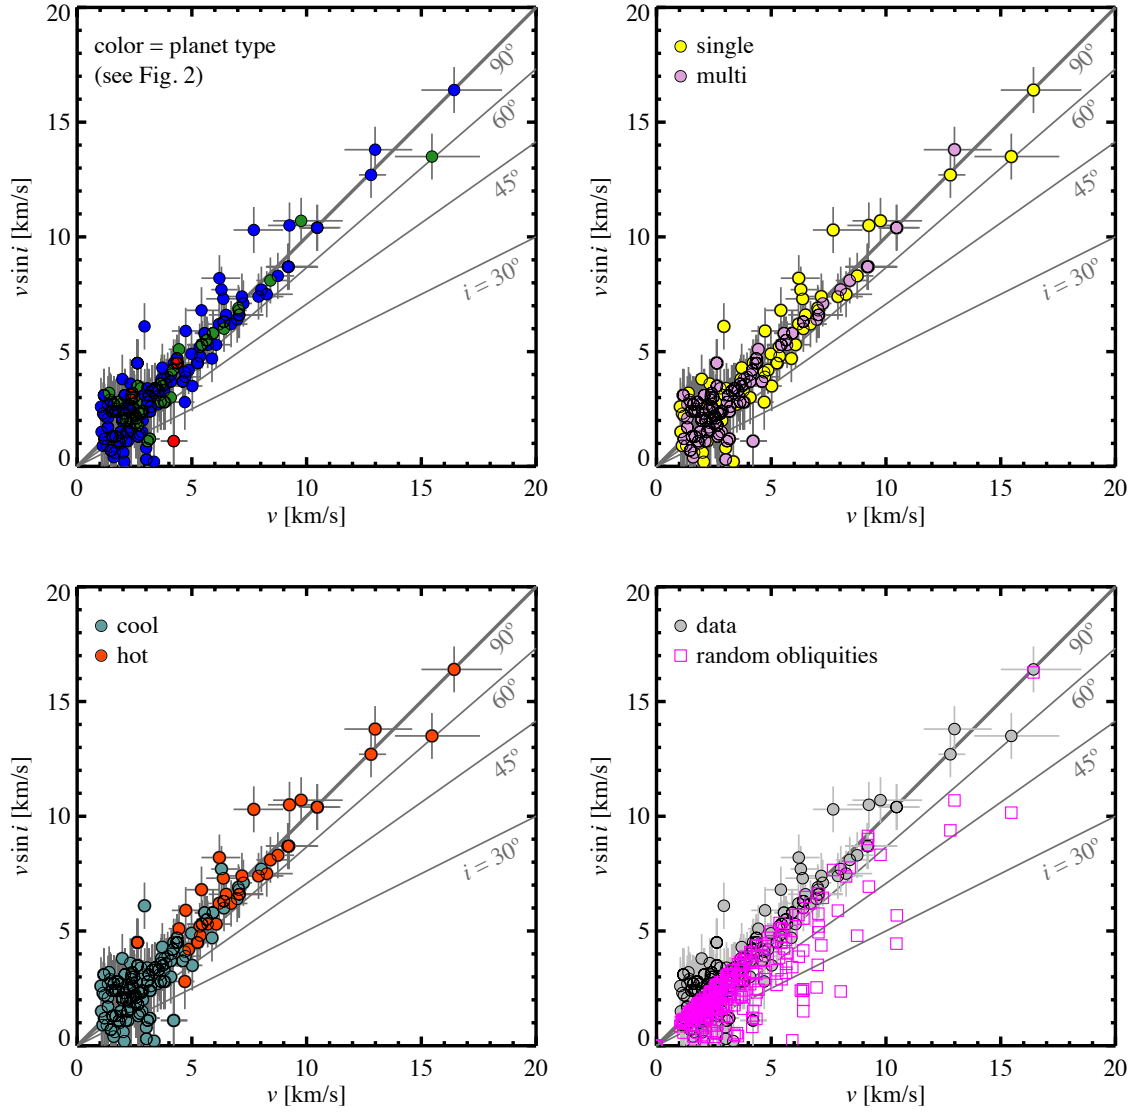 color = planet type
(see Fig. 2)
90°
60°
45°
i = 30°
v sin i [km/s]
20
15
10
5
0
0 5 10 15 20
v [km/s]
single
multi
90°
60°
45°
i = 30°
v sin i [km/s]
20
15
10
5
0
0 5 10 15 20
v [km/s]
cool
hot
90°
60°
45°
i = 30°
v sin i [km/s]
20
15
10
5
0
0 5 10 15 20
v [km/s]
data
random obliquities
90°
60°
45°
i = 30°
v sin i [km/s]
20
15
10
5
0
0 5 10 15 20
v [km/s]